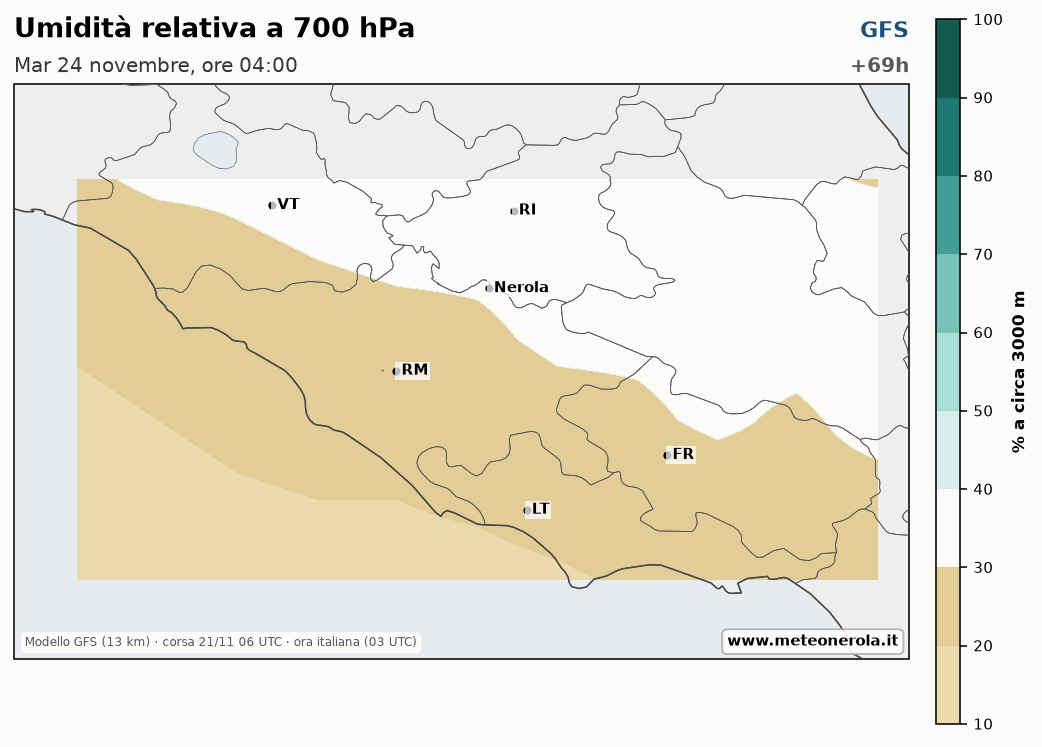 Umidità relativa a 700 hPa
GFS
Mar 24 novembre, ore 04:00
+69h
VT
RI
Nerola
RM
FR
LT
Modello GFS (13 km) · corsa 21/11 06 UTC · ora italiana (03 UTC)
www.meteonerola.it
100
90
80
70
60
50
40
30
20
10
% a circa 3000 m